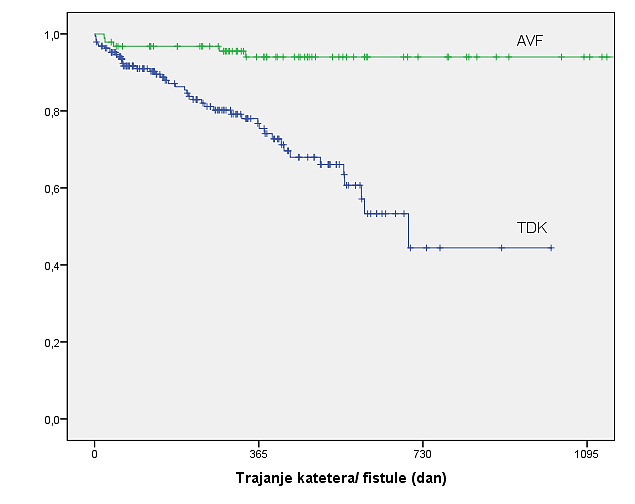 1,0
AVF
0,8
0,6
TDK
0,4
0,2
0,0
0 365 730 1095
Trajanje katetera/ fistule (dan)